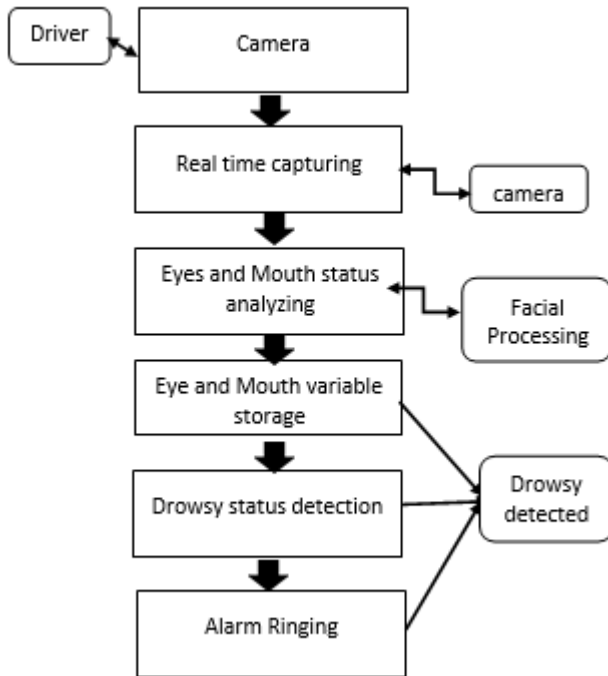 Driver
Camera
Real time capturing
camera
Eyes and Mouth status
analyzing
Facial
Processing
Eye and Mouth variable
storage
Drowsy status detection
Drowsy
detected
Alarm Ringing